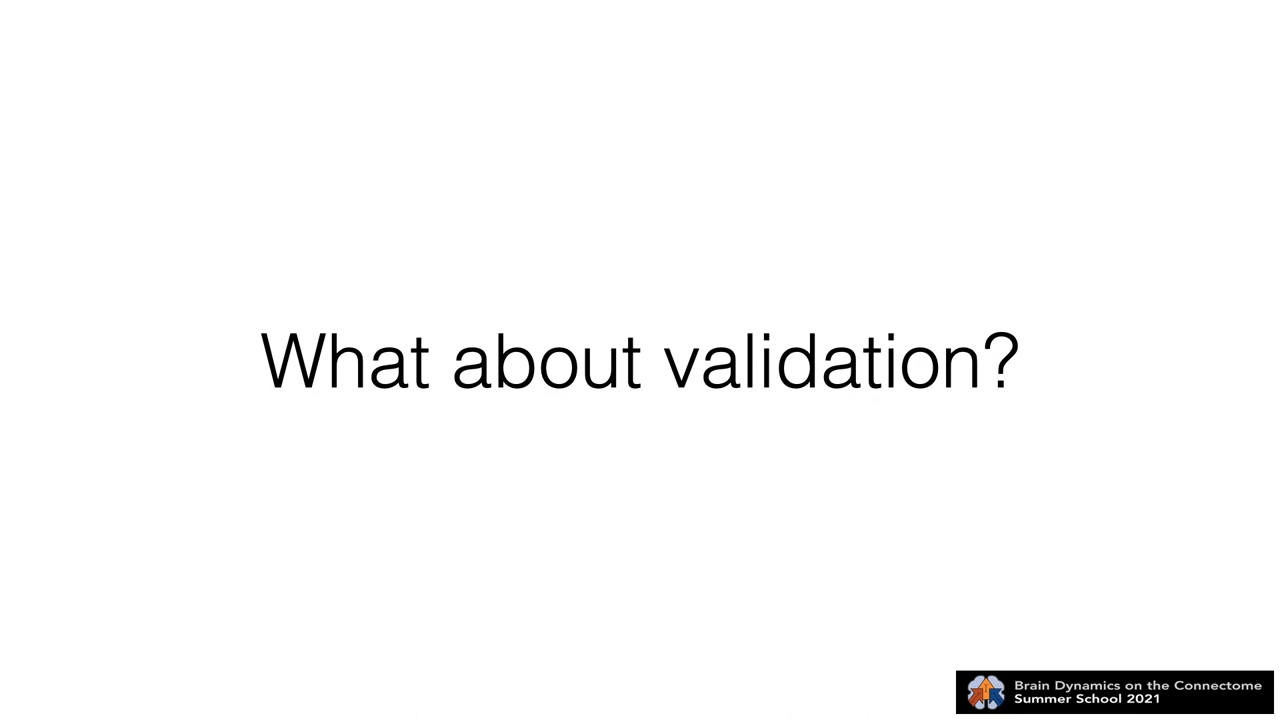 What about validation?
Brain Dynamics on the Connectome
Summer School 2021